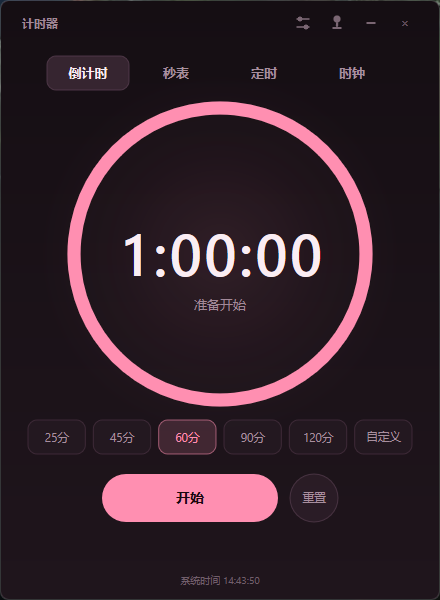 计时器
倒计时 秒表 定时 时钟
1:00:00
准备开始
25分 45分 60分 90分 120分 自定义
开始 重置
系统时间 14:43:50